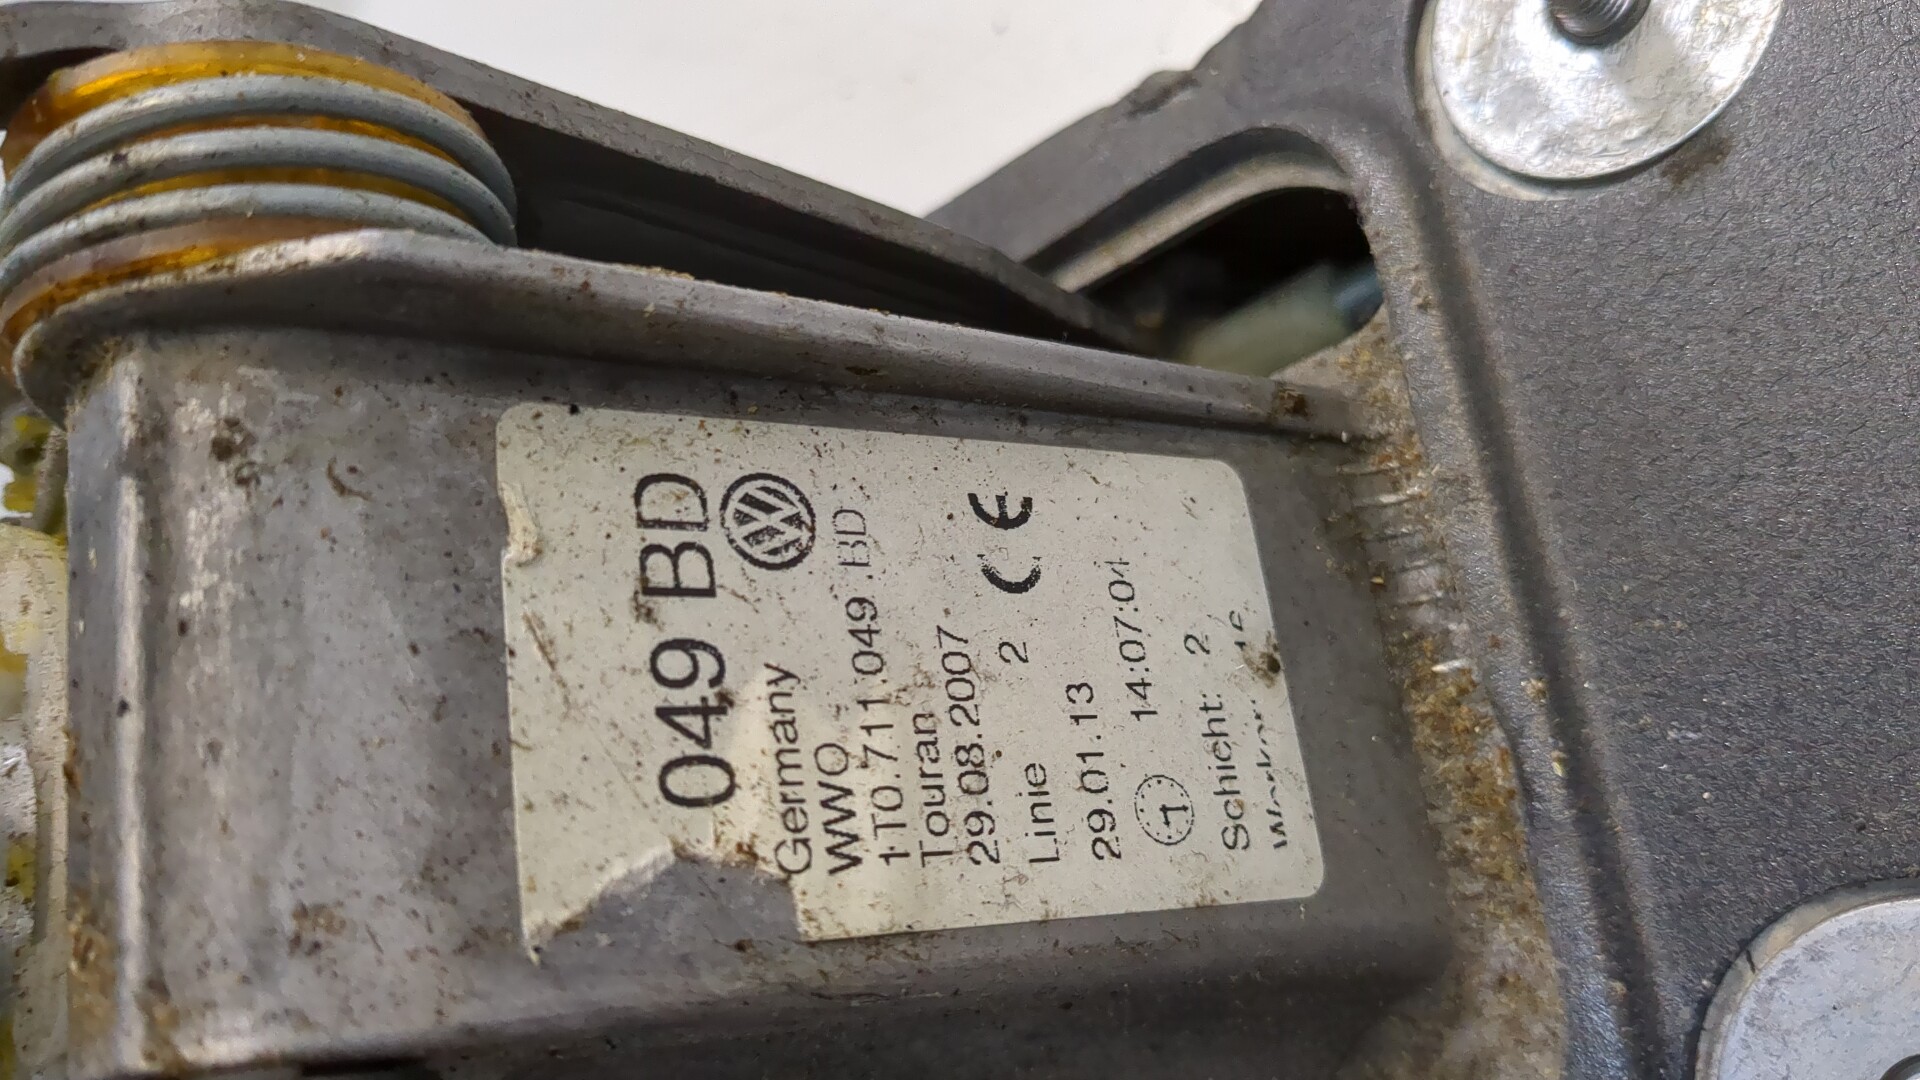 049 BD
Germany
WWO
1T0.711.049.BD
Touran
29.08.2007
CE
Linie 2
29.01.13
14:07:04
Schicht: 2